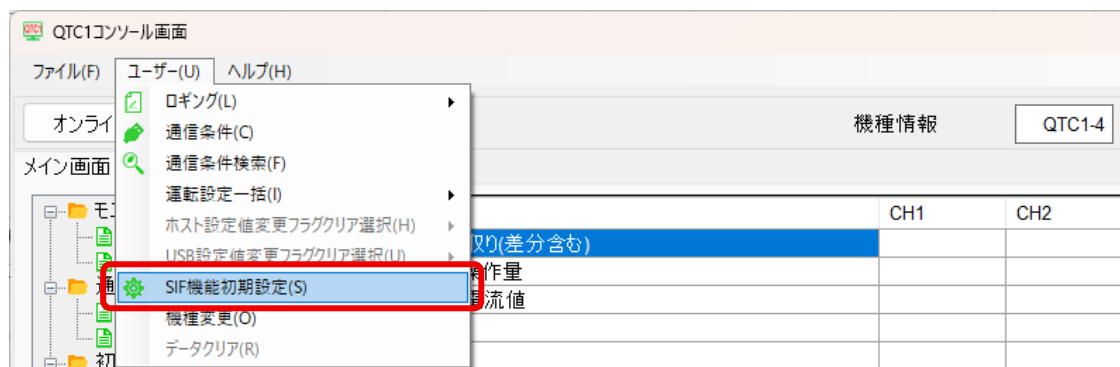 QTC1 QTC1コンソール画面
ファイル(F) ユーザー(U) ヘルプ(H)
オンライ 機種情報 QTC1-4
メイン画面
ロギング(L)
通信条件(C)
通信条件検索(F)
運転設定一括(I)
ホスト設定値変更フラグクリア選択(H)
USB設定値変更フラグクリア選択(U)
SIF機能初期設定(S)
機種変更(O)
データクリア(R)
CH1 CH2
取り(差分含む)
操作量
電流値
モニ
通
初